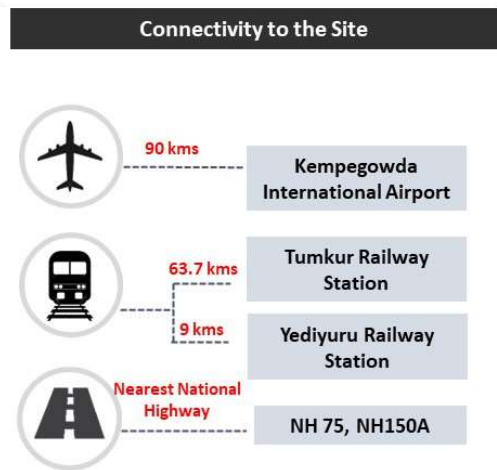 Connectivity to the Site
90 kms
Kempegowda
International Airport
63.7 kms
Tumkur Railway
Station
9 kms
Yediyuru Railway
Station
Nearest National
Highway
NH 75, NH150A